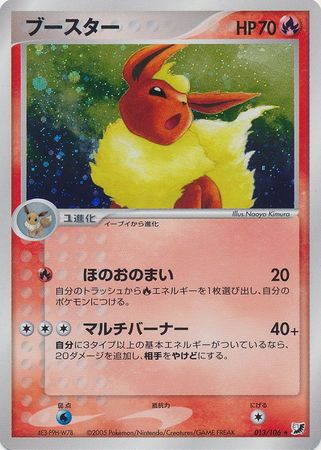 ブースター HP70
Illus. Naoyo Kimura
1進化 イーブイから進化
ほのおのまい 20
自分のトラッシュから エネルギーを1枚選び出し、自分の
ポケモンにつける。
マルチバーナー 40+
自分に3タイプ以上の基本エネルギーがついているなら、
20ダメージを追加し、相手をやけどにする。
弱点 抵抗力 にげる
4E3-F9H-W78 ©2005 Pokémon/Nintendo/Creatures/GAME FREAK 013/106 ★